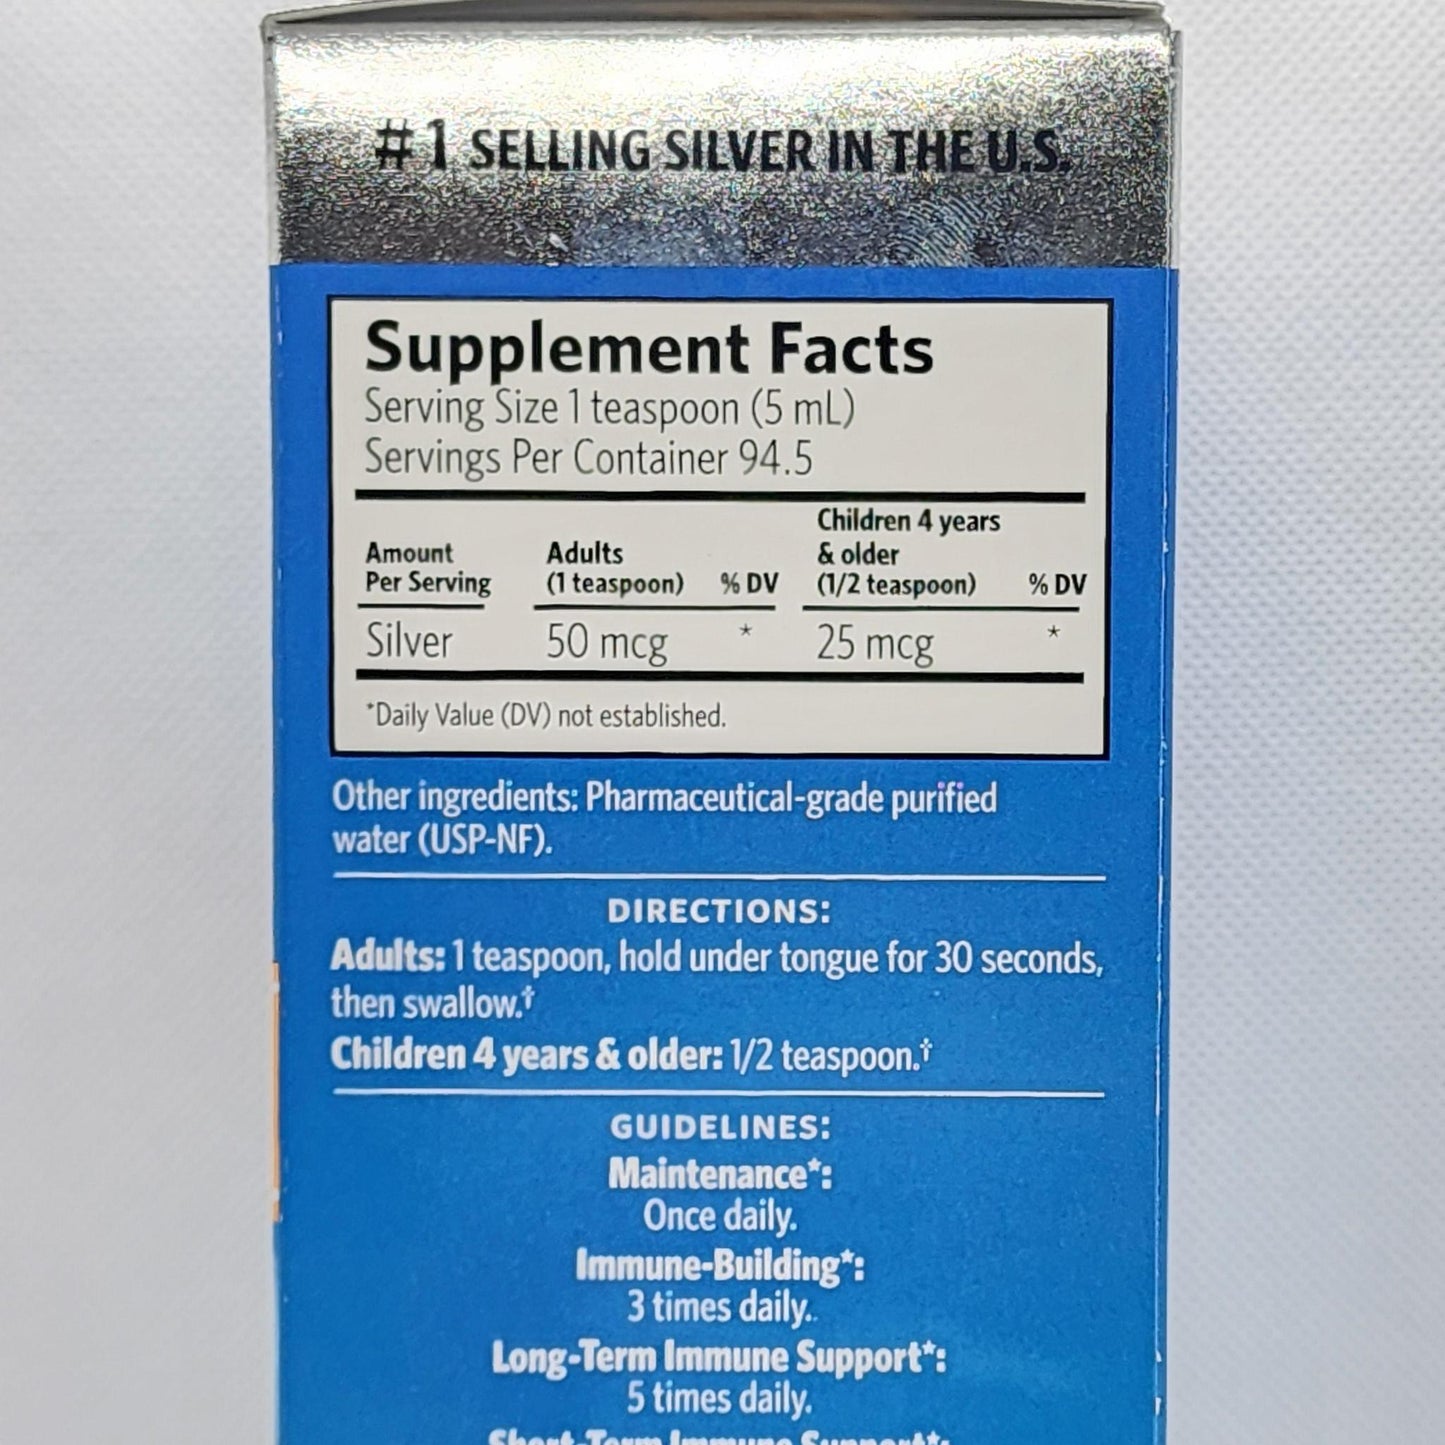 #1 SELLING SILVER IN THE U.S.
Supplement Facts
Serving Size 1 teaspoon (5 mL)
Servings Per Container 94.5
Amount Per Serving Adults (1 teaspoon) % DV Children 4 years & older (1/2 teaspoon) % DV
Silver 50 mcg * 25 mcg *
*Daily Value (DV) not established.
Other ingredients: Pharmaceutical-grade purified
water (USP-NF).
DIRECTIONS:
Adults: 1 teaspoon, hold under tongue for 30 seconds,
then swallow.†
Children 4 years & older: 1/2 teaspoon.†
GUIDELINES:
Maintenance*:
Once daily.
Immune-Building*:
3 times daily.
Long-Term Immune Support*:
5 times daily.
Short-Term Immune Support*: